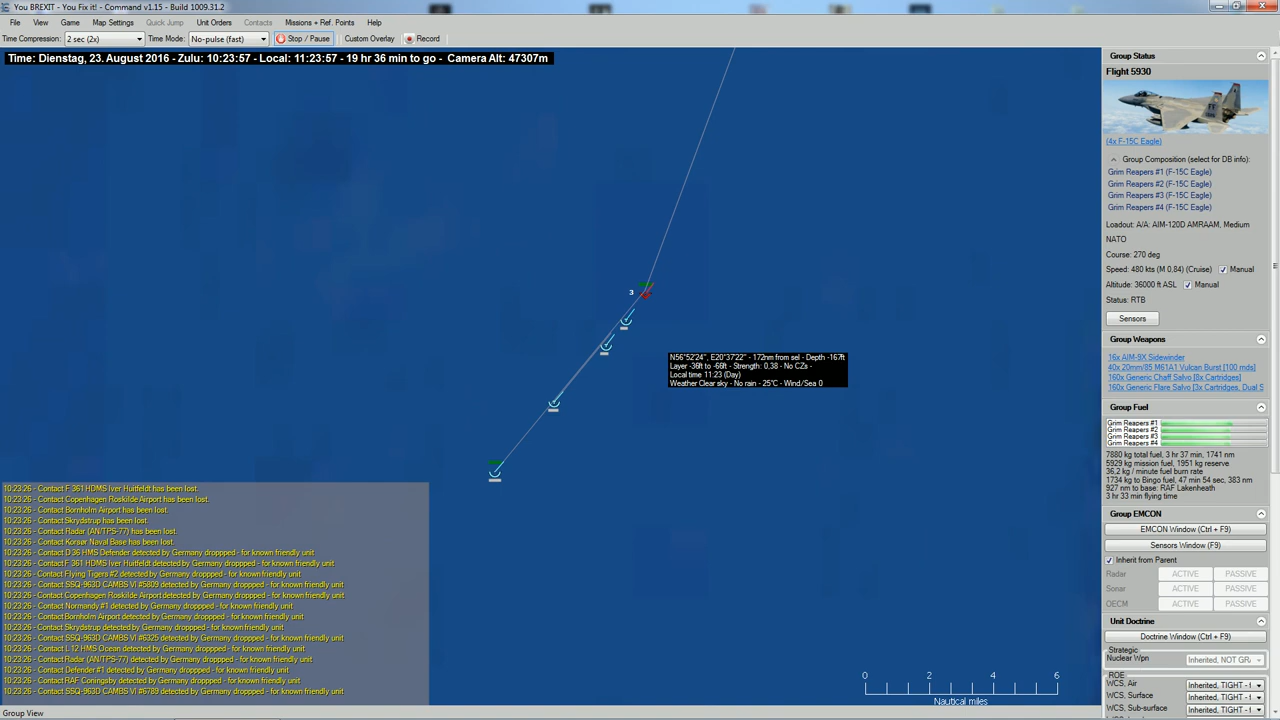 You BREXIT - You Fix it! - Command v1.15 - Build 1009.31.2
File View Game Map Settings Quick Jump Unit Orders Contacts Missions + Ref. Points Help
Time Compression: 2 sec (2x) Time Mode: No-pulse (fast) Stop / Pause Custom Overlay Record
Time: Dienstag, 23. August 2016 - Zulu: 10:23:57 - Local: 11:23:57 - 19 hr 36 min to go - Camera Alt: 47307m
3
N56°52'24", E20°37'22" - 172nm from sel - Depth -167ft
Layer -36ft to -66ft - Strength: 0,38 - No CZs -
Local time 11:23 (Day)
Weather Clear sky - No rain - 25°C - Wind/Sea 0
10:23:26 - Contact F 361 HDMS Iver Huitfeldt has been lost.
10:23:26 - Contact Copenhagen Roskilde Airport has been lost.
10:23:26 - Contact Bornholm Airport has been lost.
10:23:26 - Contact Skrydstrup has been lost.
10:23:26 - Contact Radar (AN/TPS-77) has been lost.
10:23:26 - Contact Korsør Naval Base has been lost.
10:23:26 - Contact D 36 HMS Defender detected by Germany droppped - for known friendly unit
10:23:26 - Contact F 361 HDMS Iver Huitfeldt detected by Germany droppped - for known friendly unit
10:23:26 - Contact Flying Tigers #2 detected by Germany droppped - for known friendly unit
10:23:26 - Contact SSQ-963D CAMBS VI #5809 detected by Germany droppped - for known friendly unit
10:23:26 - Contact Copenhagen Roskilde Airport detected by Germany droppped - for known friendly unit
10:23:26 - Contact Normandy #1 detected by Germany droppped - for known friendly unit
10:23:26 - Contact Bornholm Airport detected by Germany droppped - for known friendly unit
10:23:26 - Contact Skrydstrup detected by Germany droppped - for known friendly unit
10:23:26 - Contact SSQ-963D CAMBS VI #6325 detected by Germany droppped - for known friendly unit
10:23:26 - Contact L 12 HMS Ocean detected by Germany droppped - for known friendly unit
10:23:26 - Contact Radar (AN/TPS-77) detected by Germany droppped - for known friendly unit
10:23:26 - Contact Defender #1 detected by Germany droppped - for known friendly unit
10:23:26 - Contact RAF Coningsby detected by Germany droppped - for known friendly unit
10:23:26 - Contact SSQ-963D CAMBS VI #6789 detected by Germany droppped - for known friendly unit
0 2 4 6
Nautical miles
Group View
Group Status
Flight 5930
(4x F-15C Eagle)
Group Composition (select for DB info):
Grim Reapers #1 (F-15C Eagle)
Grim Reapers #2 (F-15C Eagle)
Grim Reapers #3 (F-15C Eagle)
Grim Reapers #4 (F-15C Eagle)
Loadout: A/A: AIM-120D AMRAAM, Medium
NATO
Course: 270 deg
Speed: 480 kts (M 0,84) (Cruise) Manual
Altitude: 36000 ft ASL Manual
Status: RTB
Sensors
Group Weapons
16x AIM-9X Sidewinder
40x 20mm/85 M61A1 Vulcan Burst [100 rnds]
160x Generic Chaff Salvo [8x Cartridges]
160x Generic Flare Salvo [3x Cartridges, Dual S
Group Fuel
Grim Reapers #1
Grim Reapers #2
Grim Reapers #3
Grim Reapers #4
7880 kg total fuel, 3 hr 37 min, 1741 nm
5929 kg mission fuel, 1951 kg reserve
36,2 kg / minute fuel burn rate
1734 kg to Bingo fuel, 47 min 54 sec, 383 nm
927 nm to base: RAF Lakenheath
3 hr 33 min flying time
Group EMCON
EMCON Window (Ctrl + F9)
Sensors Window (F9)
Inherit from Parent
Radar ACTIVE PASSIVE
Sonar ACTIVE PASSIVE
OECM ACTIVE PASSIVE
Unit Doctrine
Doctrine Window (Ctrl + F9)
Strategic
Nuclear Wpn Inherited, NOT GR
ROE
WCS, Air Inherited, TIGHT -
WCS, Surface Inherited, TIGHT -
WCS, Sub-surface Inherited, TIGHT -